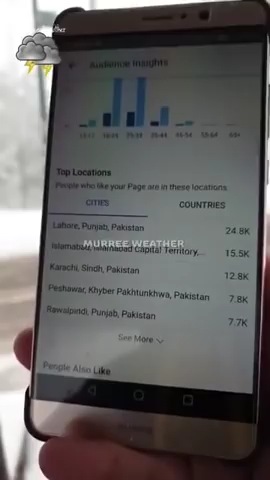 Audience Insights
13-17 18-24 25-34 35-44 45-54 55-64 65+
Top Locations
People who like your Page are in these locations
CITIES COUNTRIES
Lahore, Punjab, Pakistan 24.8K
Islamabad, Islamabad Capital Territory,... 15.5K
MURREE WEATHER
Karachi, Sindh, Pakistan 12.8K
Peshawar, Khyber Pakhtunkhwa, Pakistan 7.8K
Rawalpindi, Punjab, Pakistan 7.7K
See More
People Also Like